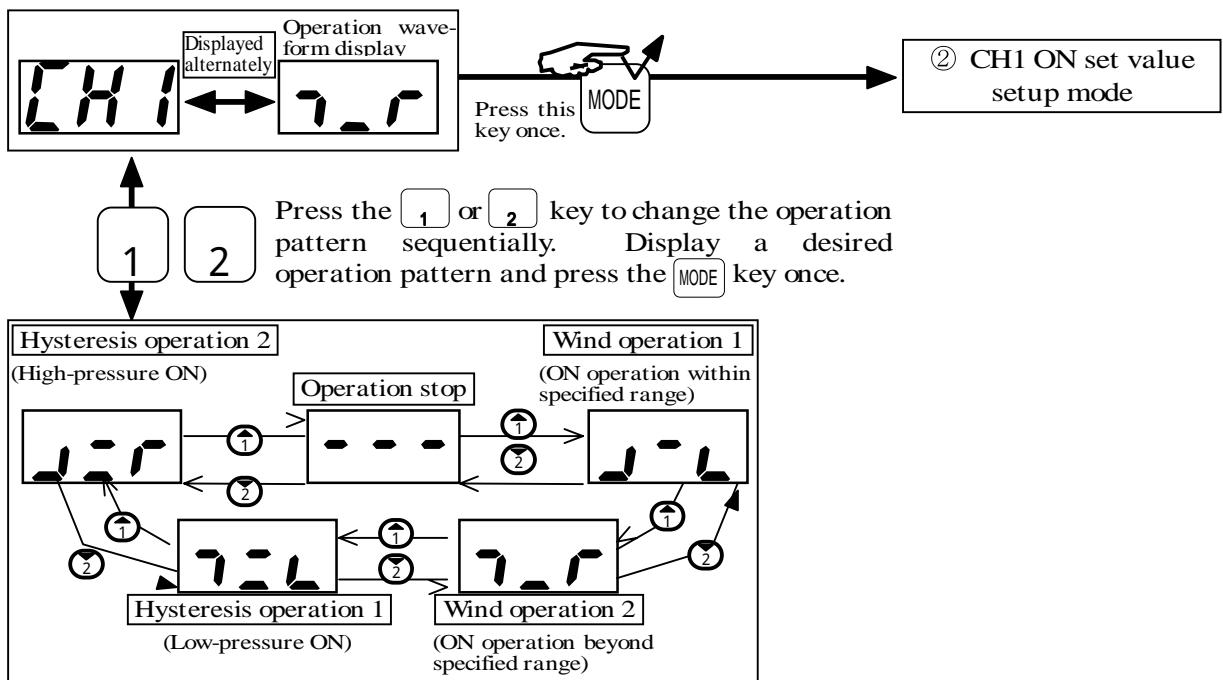 Operation wave-
form display
Displayed
alternately
CH1
MODE
Press this
key once.
② CH1 ON set value
setup mode
1
2
Press the 1 or 2 key to change the operation
pattern sequentially. Display a desired
operation pattern and press the MODE key once.
Hysteresis operation 2
(High-pressure ON)
Operation stop
Wind operation 1
(ON operation within
specified range)
1
2
1
2
- - -
1
2
1
2
1
2
Hysteresis operation 1
(Low-pressure ON)
Wind operation 2
(ON operation beyond
specified range)